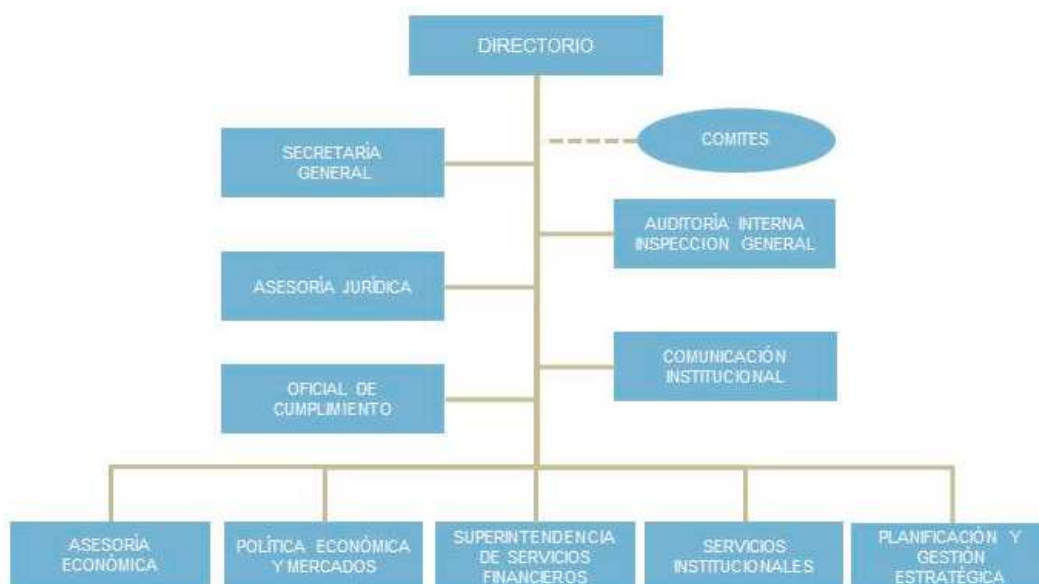 DIRECTORIO
SECRETARÍA
GENERAL
COMITES
AUDITORÍA INTERNA
INSPECCION GENERAL
ASESORÍA JURÍDICA
COMUNICACIÓN
INSTITUCIONAL
OFICIAL DE
CUMPLIMIENTO
ASESORÍA
ECONÓMICA
POLÍTICA ECONÓMICA
Y MERCADOS
SUPERINTENDENCIA
DE SERVICIOS
FINANCIEROS
SERVICIOS
INSTITUCIONALES
PLANIFICACIÓN Y
GESTIÓN
ESTRATÉGICA